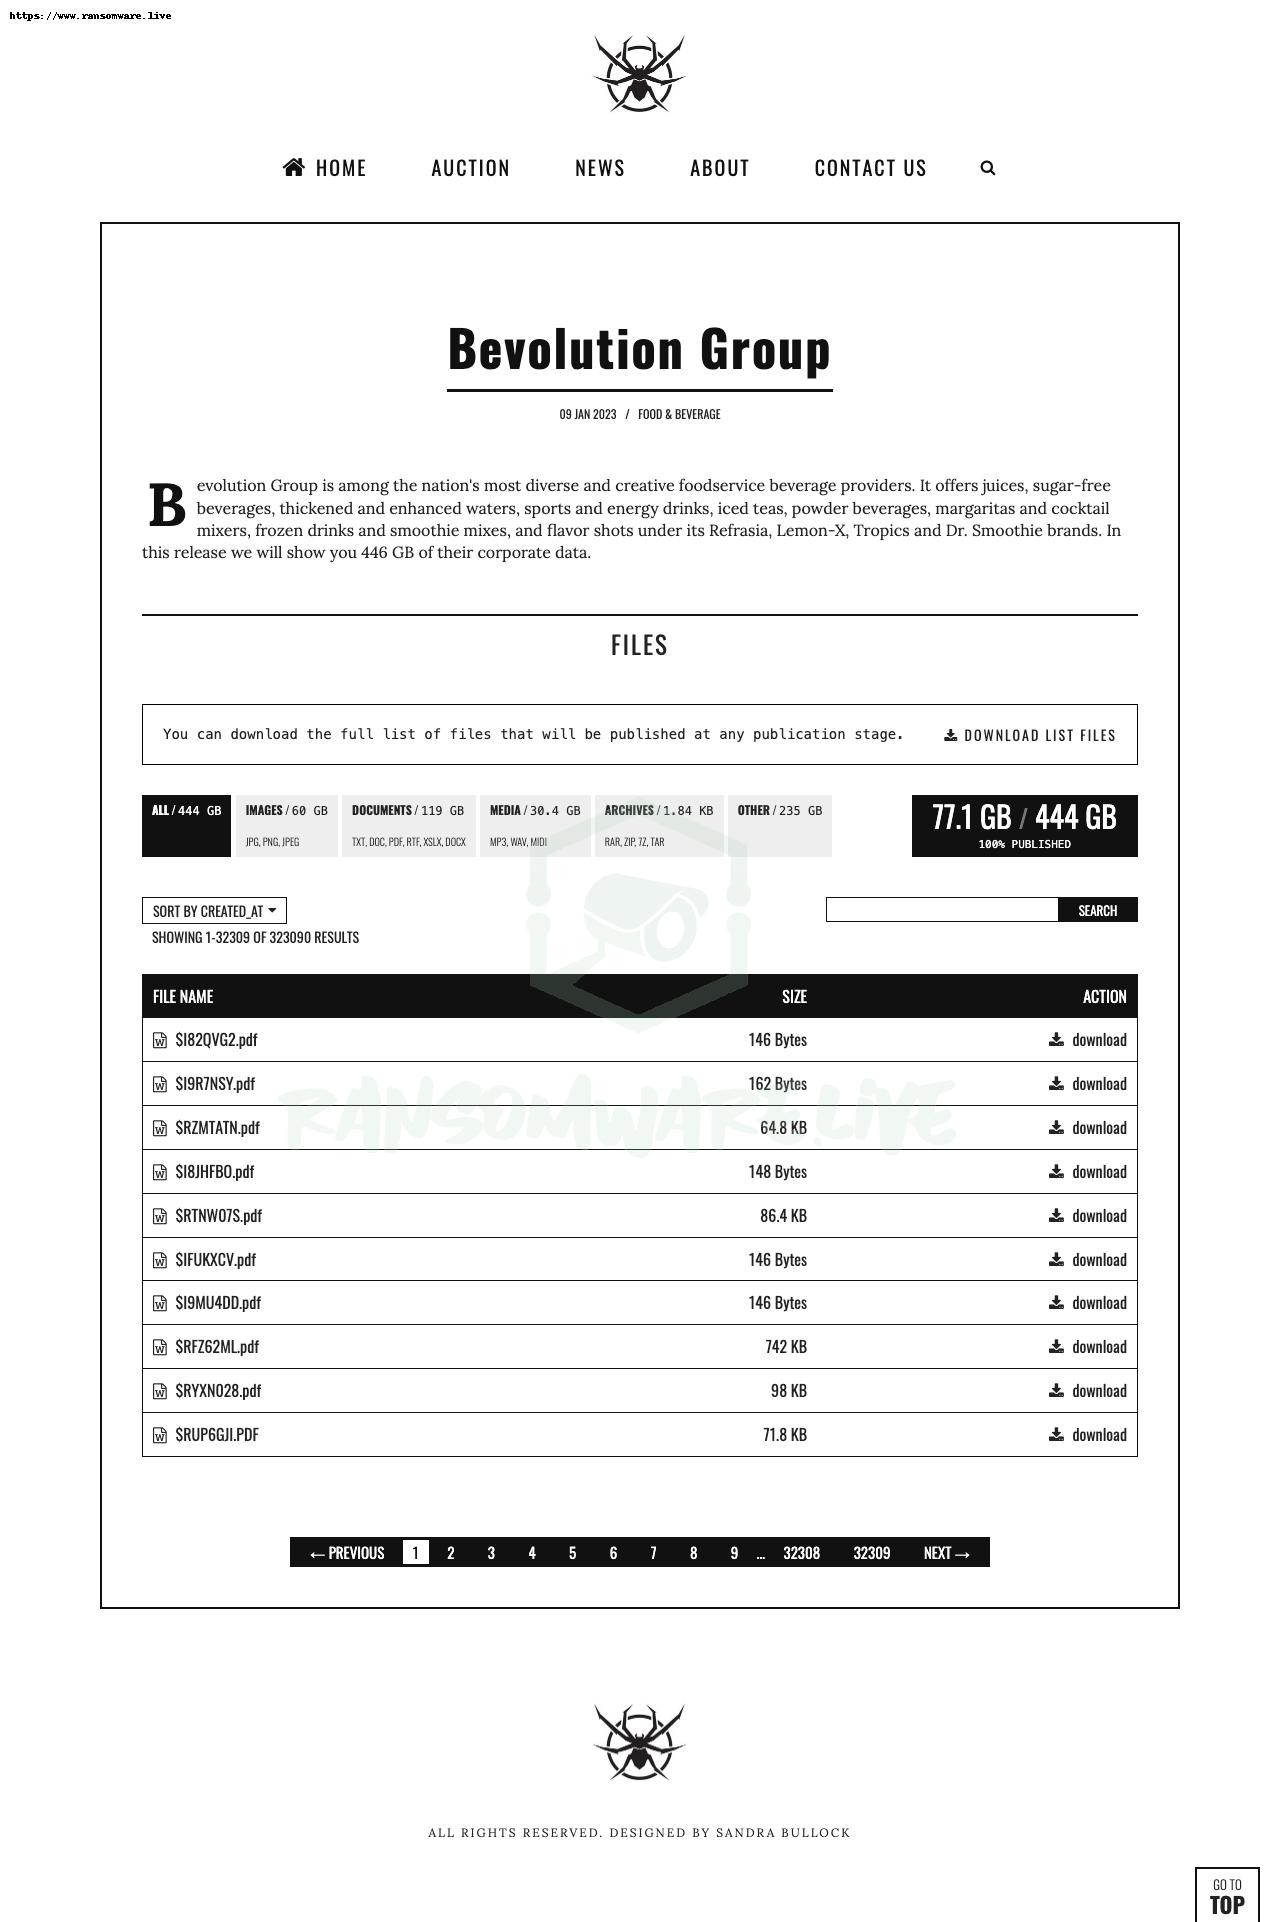 https://www.ransomware.live
HOME AUCTION NEWS ABOUT CONTACT US
Bevolution Group
09 JAN 2023 / FOOD & BEVERAGE
Bevolution Group is among the nation's most diverse and creative foodservice beverage providers. It offers juices, sugar-free
beverages, thickened and enhanced waters, sports and energy drinks, iced teas, powder beverages, margaritas and cocktail
mixers, frozen drinks and smoothie mixes, and flavor shots under its Refrasia, Lemon-X, Tropics and Dr. Smoothie brands. In
this release we will show you 446 GB of their corporate data.
FILES
You can download the full list of files that will be published at any publication stage. DOWNLOAD LIST FILES
ALL / 444 GB IMAGES / 60 GB DOCUMENTS / 119 GB MEDIA / 30.4 GB ARCHIVES / 1.84 KB OTHER / 235 GB 77.1 GB / 444 GB
JPG, PNG, JPEG TXT, DOC, PDF, RTF, XSLX, DOCX MP3, WAV, MIDI RAR, ZIP, 7Z, TAR 100% PUBLISHED
SORT BY CREATED_AT SEARCH
SHOWING 1-32309 OF 323090 RESULTS
FILE NAME SIZE ACTION
$I82QVG2.pdf 146 Bytes download
$I9R7NSY.pdf 162 Bytes download
RANSOMWARE.LIVE
$RZMTATN.pdf 64.8 KB download
$I8JHFBO.pdf 148 Bytes download
$RTNWO7S.pdf 86.4 KB download
$IFUKXCV.pdf 146 Bytes download
$I9MU4DD.pdf 146 Bytes download
$RFZ62ML.pdf 742 KB download
$RYXNO28.pdf 98 KB download
$RUP6GJI.PDF 71.8 KB download
← PREVIOUS 1 2 3 4 5 6 7 8 9 ... 32308 32309 NEXT →
ALL RIGHTS RESERVED. DESIGNED BY SANDRA BULLOCK
GO TO
TOP